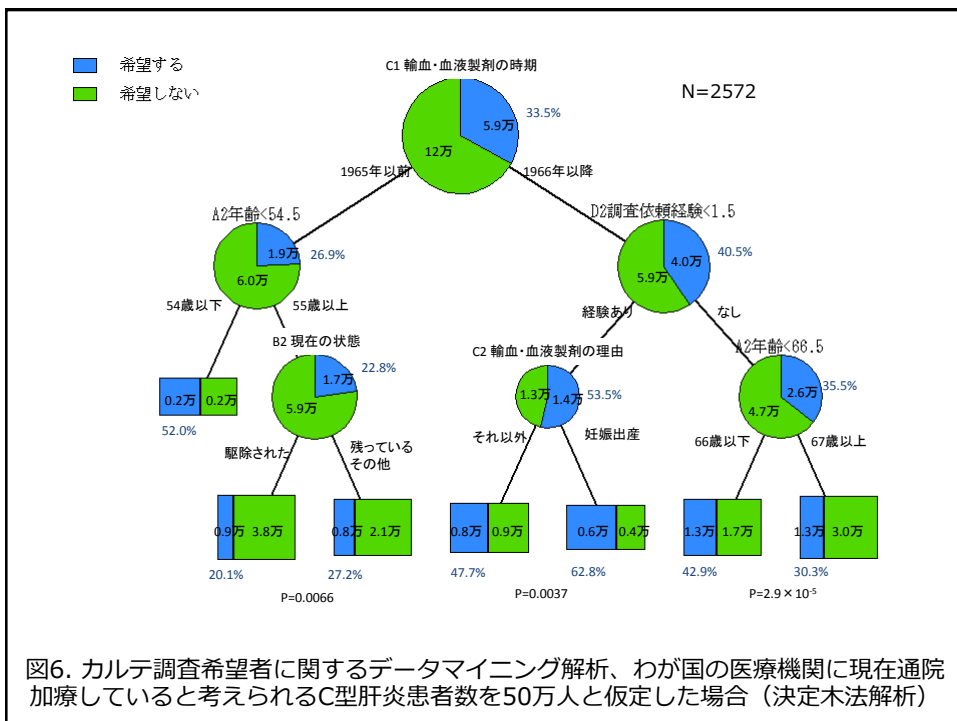 希望する
希望しない
C1 輸血・血液製剤の時期
N=2572
33.5%
5.9万
12万
1965年以前
1966年以降
A2年齢<54.5
D2調査依頼経験<1.5
1.9万
26.9%
6.0万
4.0万
40.5%
5.9万
54歳以下
55歳以上
経験あり
なし
B2 現在の状態
C2 輸血・血液製剤の理由
A2年齢<66.5
0.2万
0.2万
52.0%
1.7万
22.8%
5.9万
1.3万
1.4万
53.5%
2.6万
35.5%
4.7万
駆除された
残っている
その他
それ以外
妊娠出産
66歳以下
67歳以上
0.9万
3.8万
0.8万
2.1万
0.8万
0.9万
0.6万
0.4万
1.3万
1.7万
1.3万
3.0万
20.1%
27.2%
47.7%
62.8%
42.9%
30.3%
P=0.0066
P=0.0037
P=2.9×10⁻⁵
図6. カルテ調査希望者に関するデータマイニング解析、わが国の医療機関に現在通院
加療していると考えられるC型肝炎患者数を50万人と仮定した場合（決定木法解析）